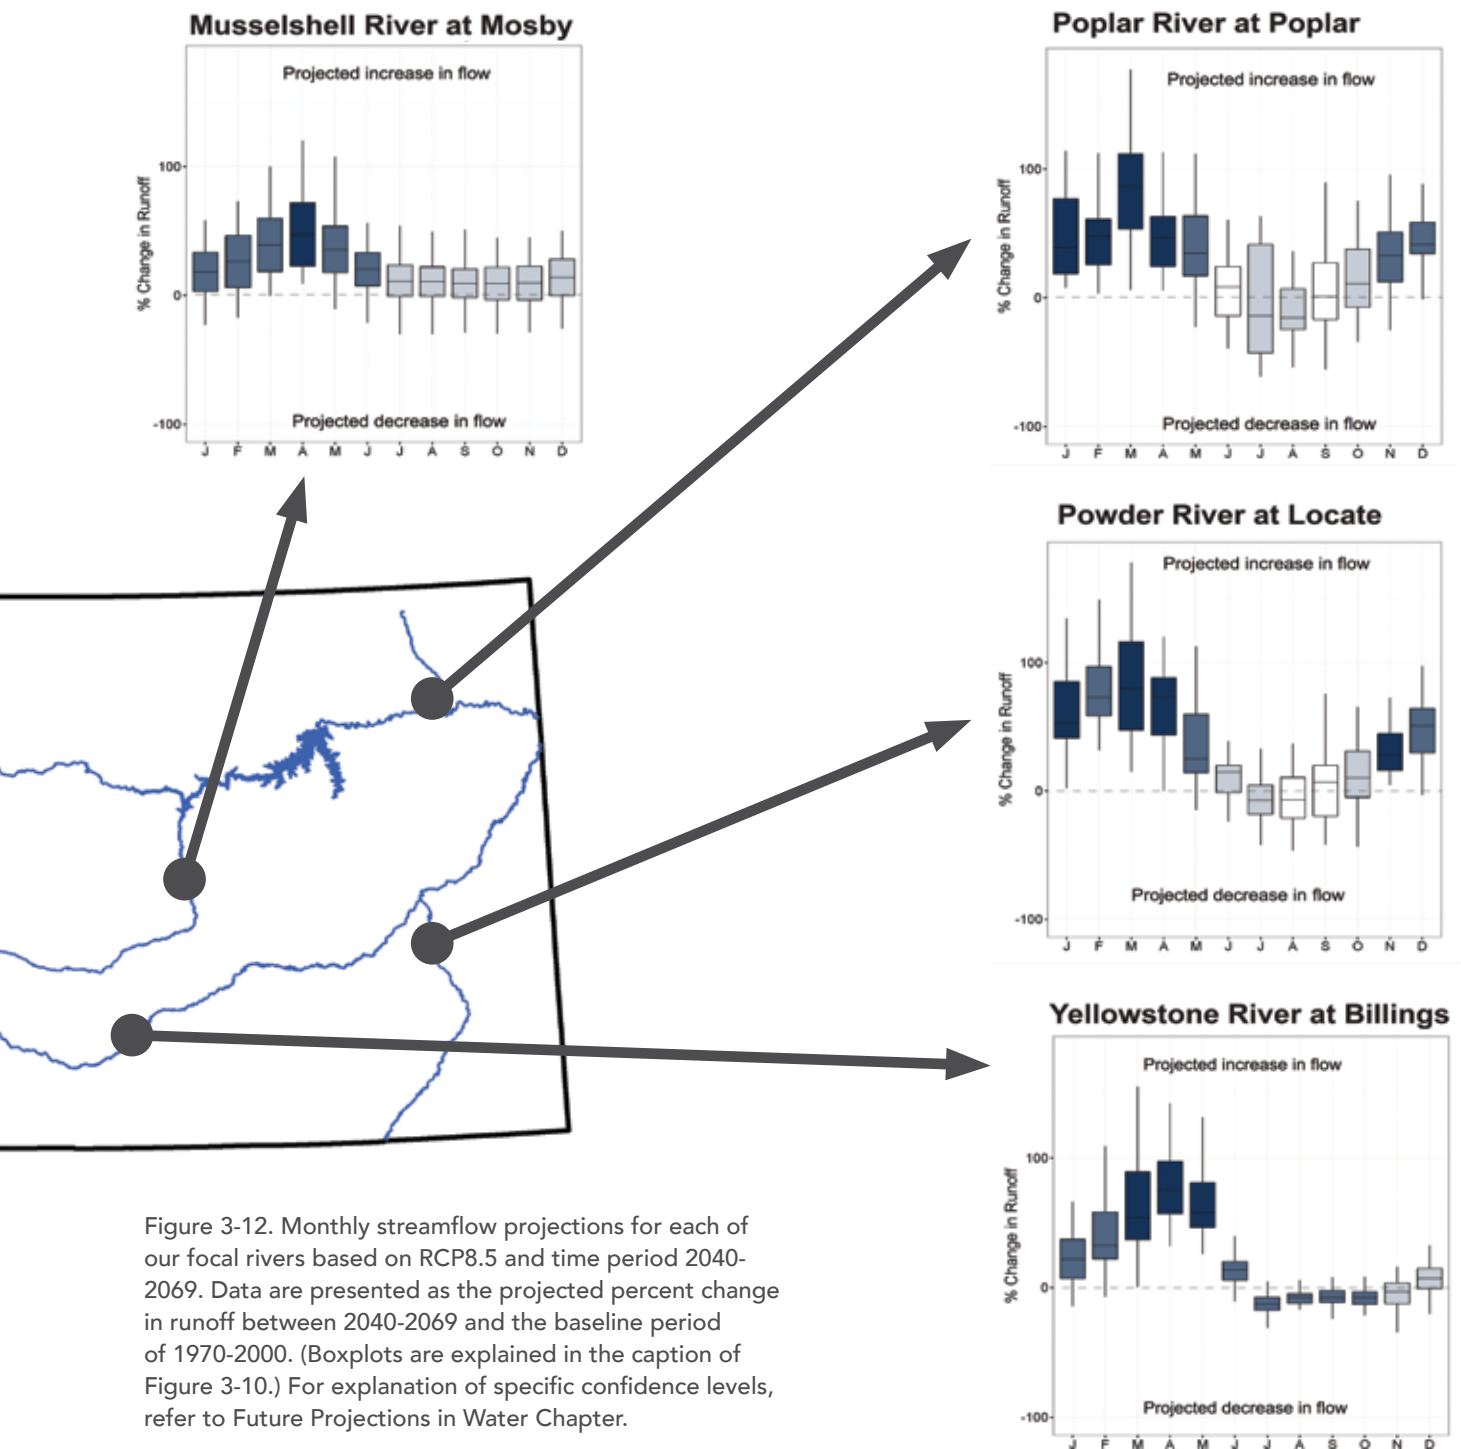 Musselshell River at Mosby
Projected increase in flow
% Change in Runoff
100
0
-100
Projected decrease in flow
J F M A M J J A S O N D
Poplar River at Poplar
Projected increase in flow
% Change in Runoff
100
0
-100
Projected decrease in flow
J F M A M J J A S O N D
Powder River at Locate
Projected increase in flow
% Change in Runoff
100
0
-100
Projected decrease in flow
J F M A M J J A S O N D
Yellowstone River at Billings
Projected increase in flow
% Change in Runoff
100
0
-100
Projected decrease in flow
J F M A M J J A S O N D
Figure 3-12. Monthly streamflow projections for each of
our focal rivers based on RCP8.5 and time period 2040-
2069. Data are presented as the projected percent change
in runoff between 2040-2069 and the baseline period
of 1970-2000. (Boxplots are explained in the caption of
Figure 3-10.) For explanation of specific confidence levels,
refer to Future Projections in Water Chapter.